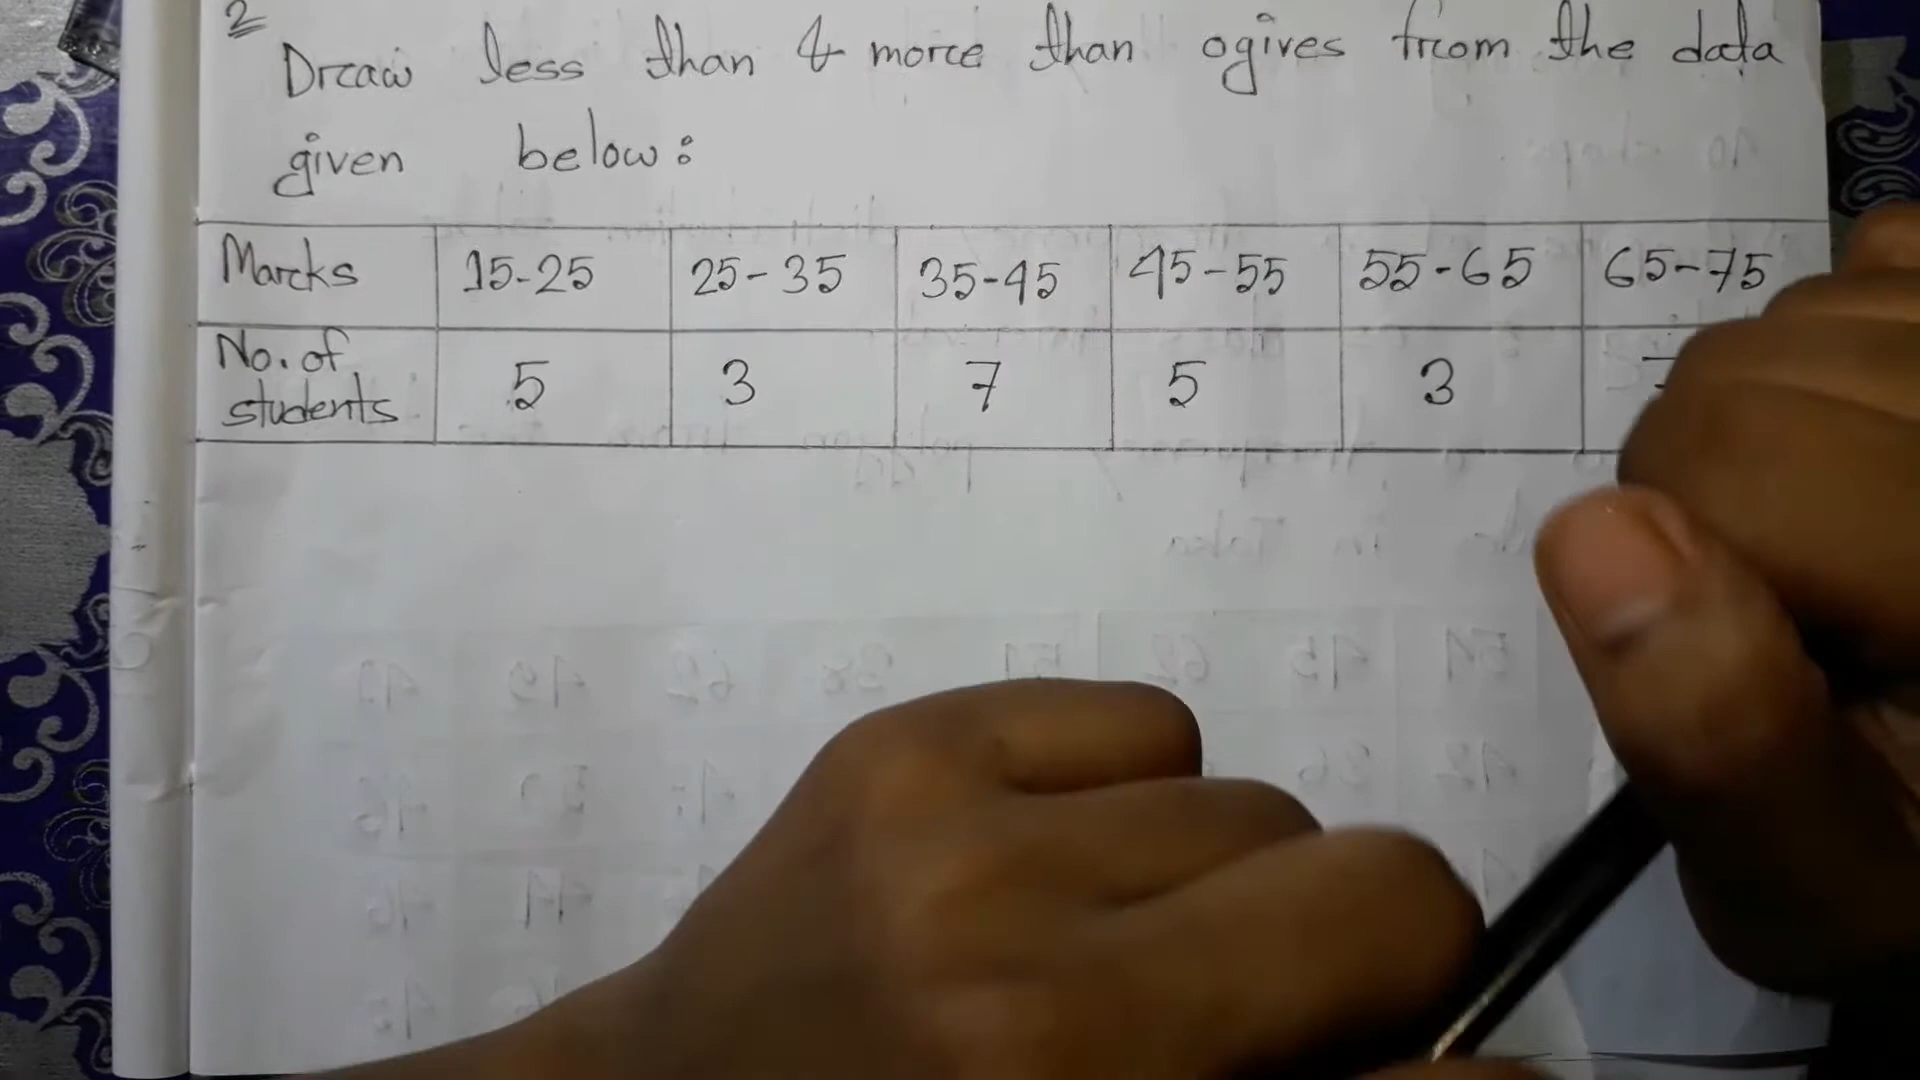 2
Draw less than & more than ogives from the data
given below:
Marks 15-25 25-35 35-45 45-55 55-65 65-75
No. of
students 5 3 7 5 3